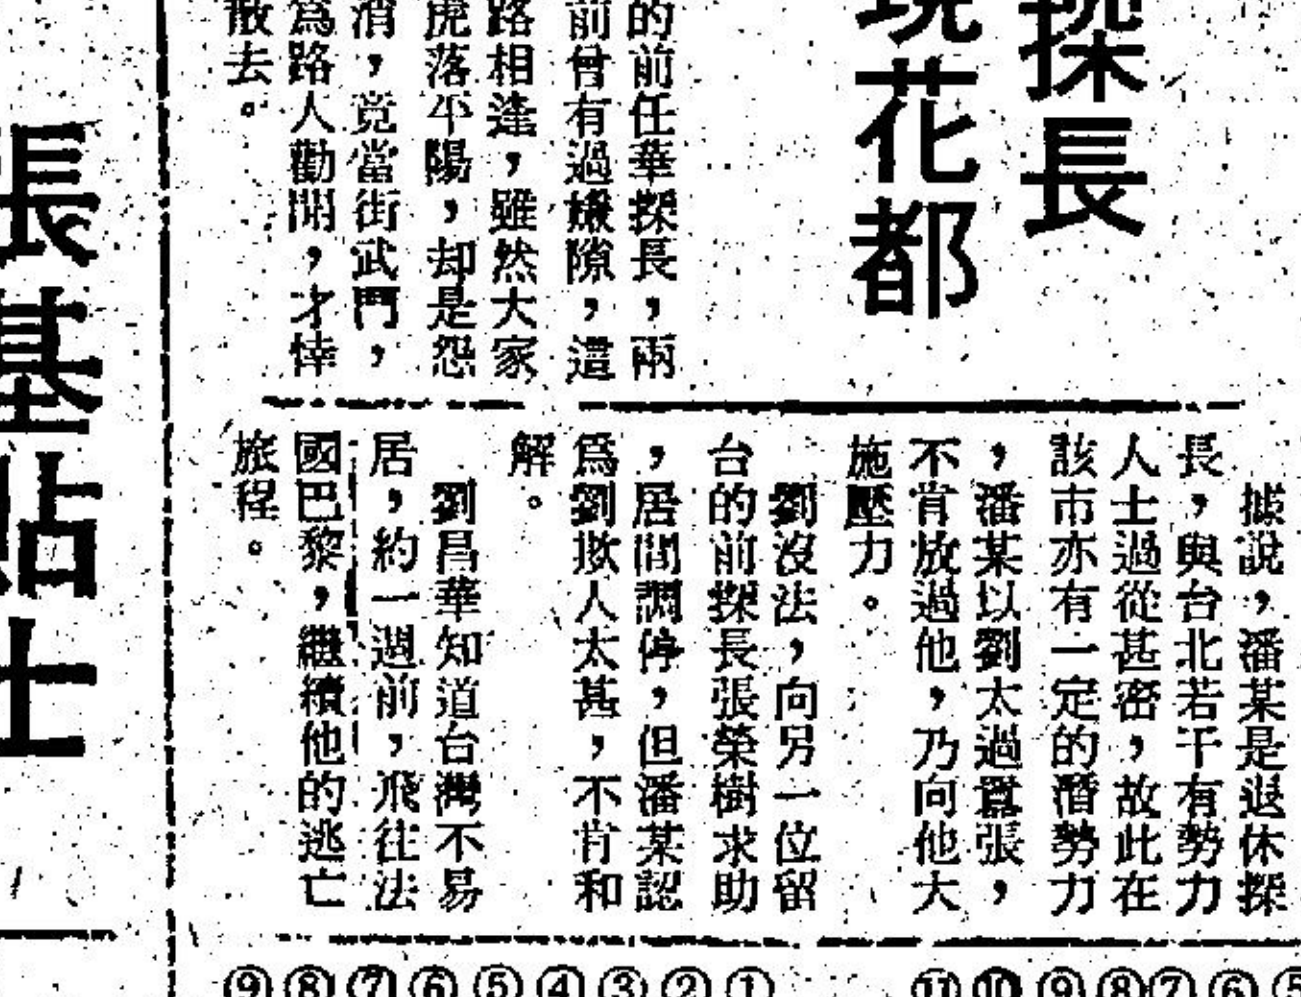 探長
現花都
的前任華探長，兩
前曾有過嫌隙，這
路相逢，雖然大家
虎落平陽，却是怨
消，竟當街武鬥，
為路人勸開，才悻
散去。
據說，潘某是退休探
長，與台北若干有勢力
人士過從甚密，故此在
該市亦有一定的潛勢力
，潘某以劉太過囂張，
不肯放過他，乃向他大
施壓力。
劉沒法，向另一位留
台的前探長張榮樹求助
，居間調停，但潘某認
爲劉欺人太甚，不肯和
解。
劉昌華知道台灣不易
居，約一週前，飛往法
國巴黎，繼續他的逃亡
旅程。
張基點士
①②③④⑤⑥⑦⑧⑨
⑤⑥⑦⑧⑨⑩⑪